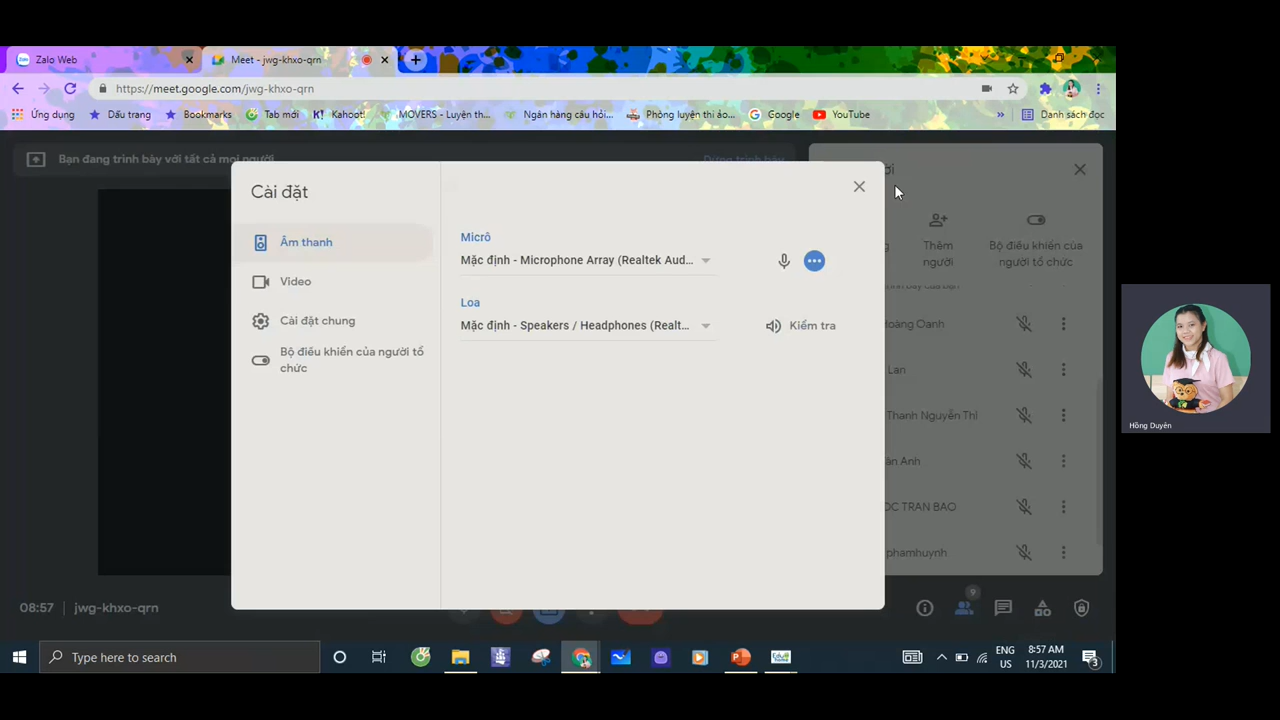 Zalo Web
Meet - jwg-khxo-qrn
https://meet.google.com/jwg-khxo-qrn
Ứng dụng
Dấu trang
Bookmarks
Tab mới
K! Kahoot!
.MOVERS - Luyện th...
Ngân hàng câu hỏi...
Phòng luyện thi ảo...
Google
YouTube
»
Danh sách đọc
Bạn đang trình bày với tất cả mọi người
Dừng trình bày
Cài đặt
Âm thanh
Video
Cài đặt chung
Bộ điều khiển của người tổ
chức
Micrô
Mặc định - Microphone Array (Realtek Aud...
Loa
Mặc định - Speakers / Headphones (Realt...
Kiểm tra
Thêm
người
Bộ điều khiển của
người tổ chức
Hoàng Oanh
Lan
Thanh Nguyễn Thị
Vân Anh
TRAN BAO
phamhuynh
Hồng Duyên
08:57 | jwg-khxo-qrn
9
Type here to search
ENG
US
8:57 AM
11/3/2021
3